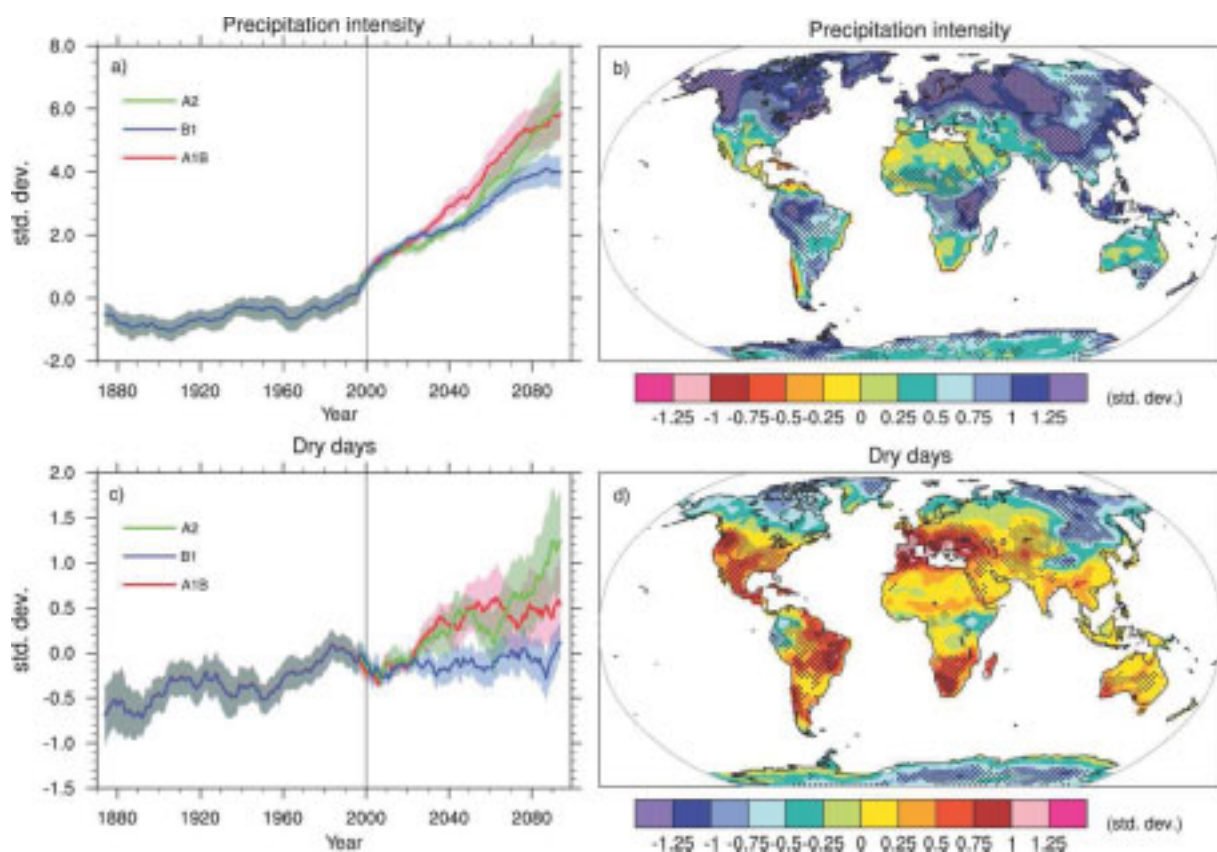 Precipitation intensity
a)
A2
B1
A1B
8.0
6.0
4.0
2.0
0.0
-2.0
std. dev.
1880 1920 1960 2000 2040 2080
Year
Precipitation intensity
b)
-1.25 -1 -0.75 -0.5 -0.25 0 0.25 0.5 0.75 1 1.25
(std. dev.)
Dry days
c)
A2
B1
A1B
2.0
1.5
1.0
0.5
0.0
-0.5
-1.0
-1.5
std. dev.
1880 1920 1960 2000 2040 2080
Year
Dry days
d)
-1.25 -1 -0.75 -0.5 -0.25 0 0.25 0.5 0.75 1 1.25
(std. dev.)